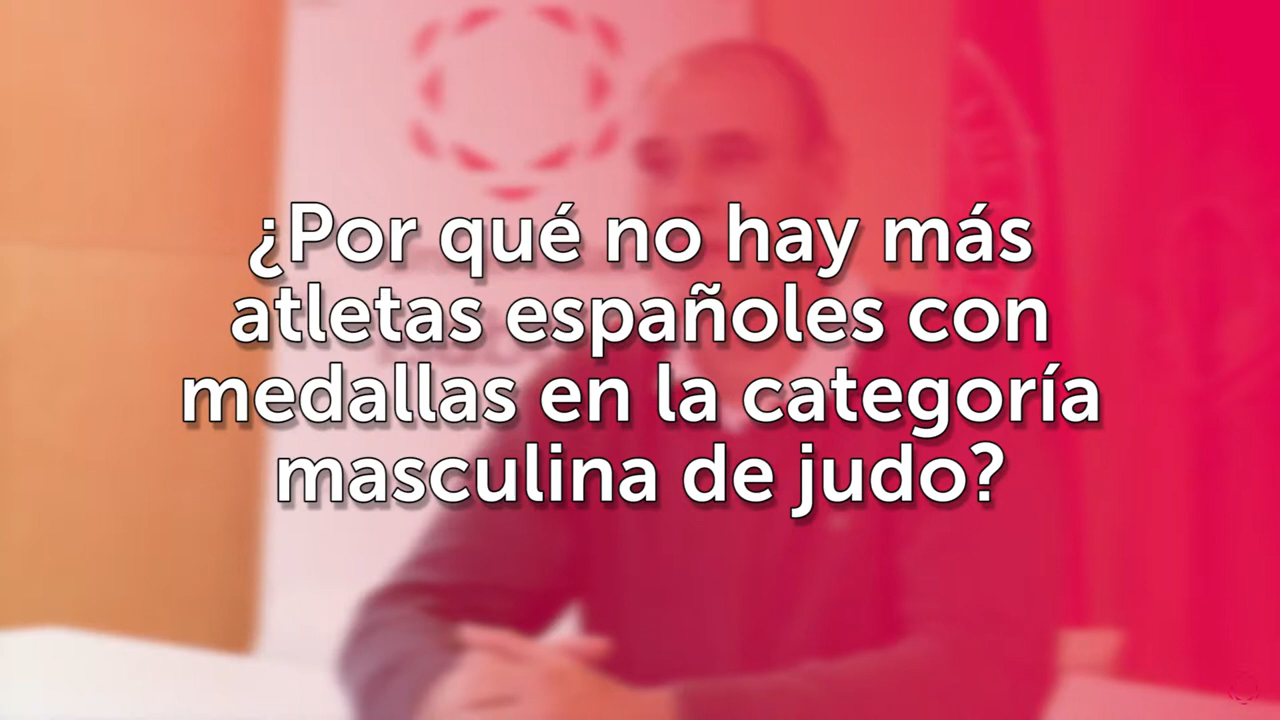 ¿Por qué no hay más
atletas españoles con
medallas en la categoría
masculina de judo?